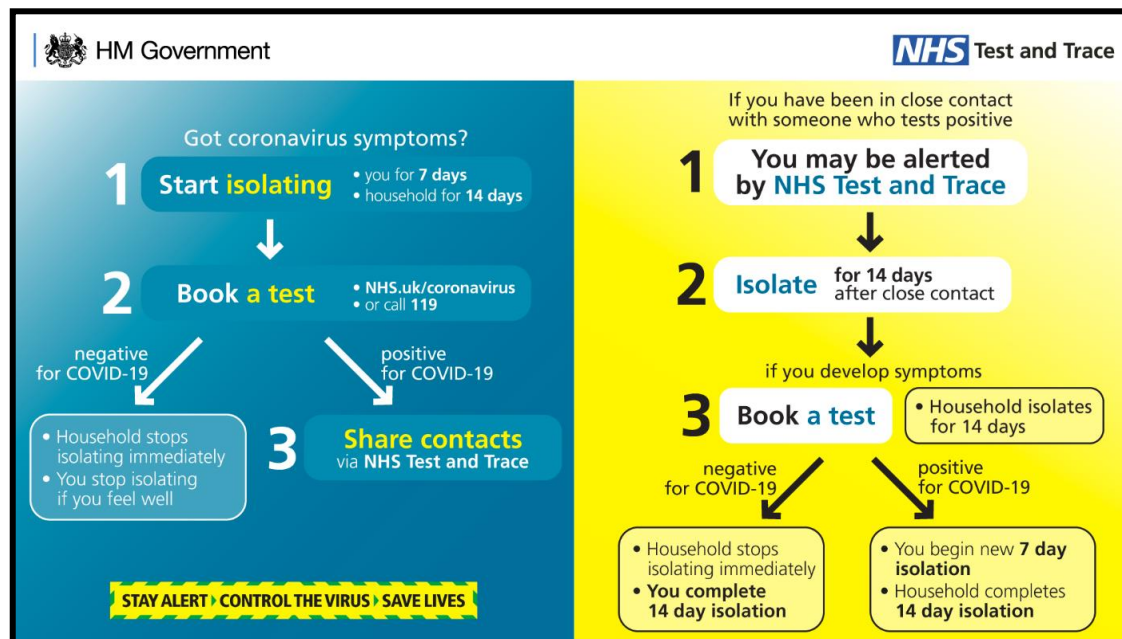 HM Government
NHS Test and Trace
Got coronavirus symptoms?
1
Start isolating
• you for 7 days
• household for 14 days
2
Book a test
• NHS.uk/coronavirus
• or call 119
negative
for COVID-19
positive
for COVID-19
• Household stops
isolating immediately
• You stop isolating
if you feel well
3
Share contacts
via NHS Test and Trace
STAY ALERT CONTROL THE VIRUS SAVE LIVES
If you have been in close contact
with someone who tests positive
1
You may be alerted
by NHS Test and Trace
2
Isolate
for 14 days
after close contact
if you develop symptoms
3
Book a test
• Household isolates
for 14 days
negative
for COVID-19
positive
for COVID-19
• Household stops
isolating immediately
• You complete
14 day isolation
• You begin new 7 day
isolation
• Household completes
14 day isolation